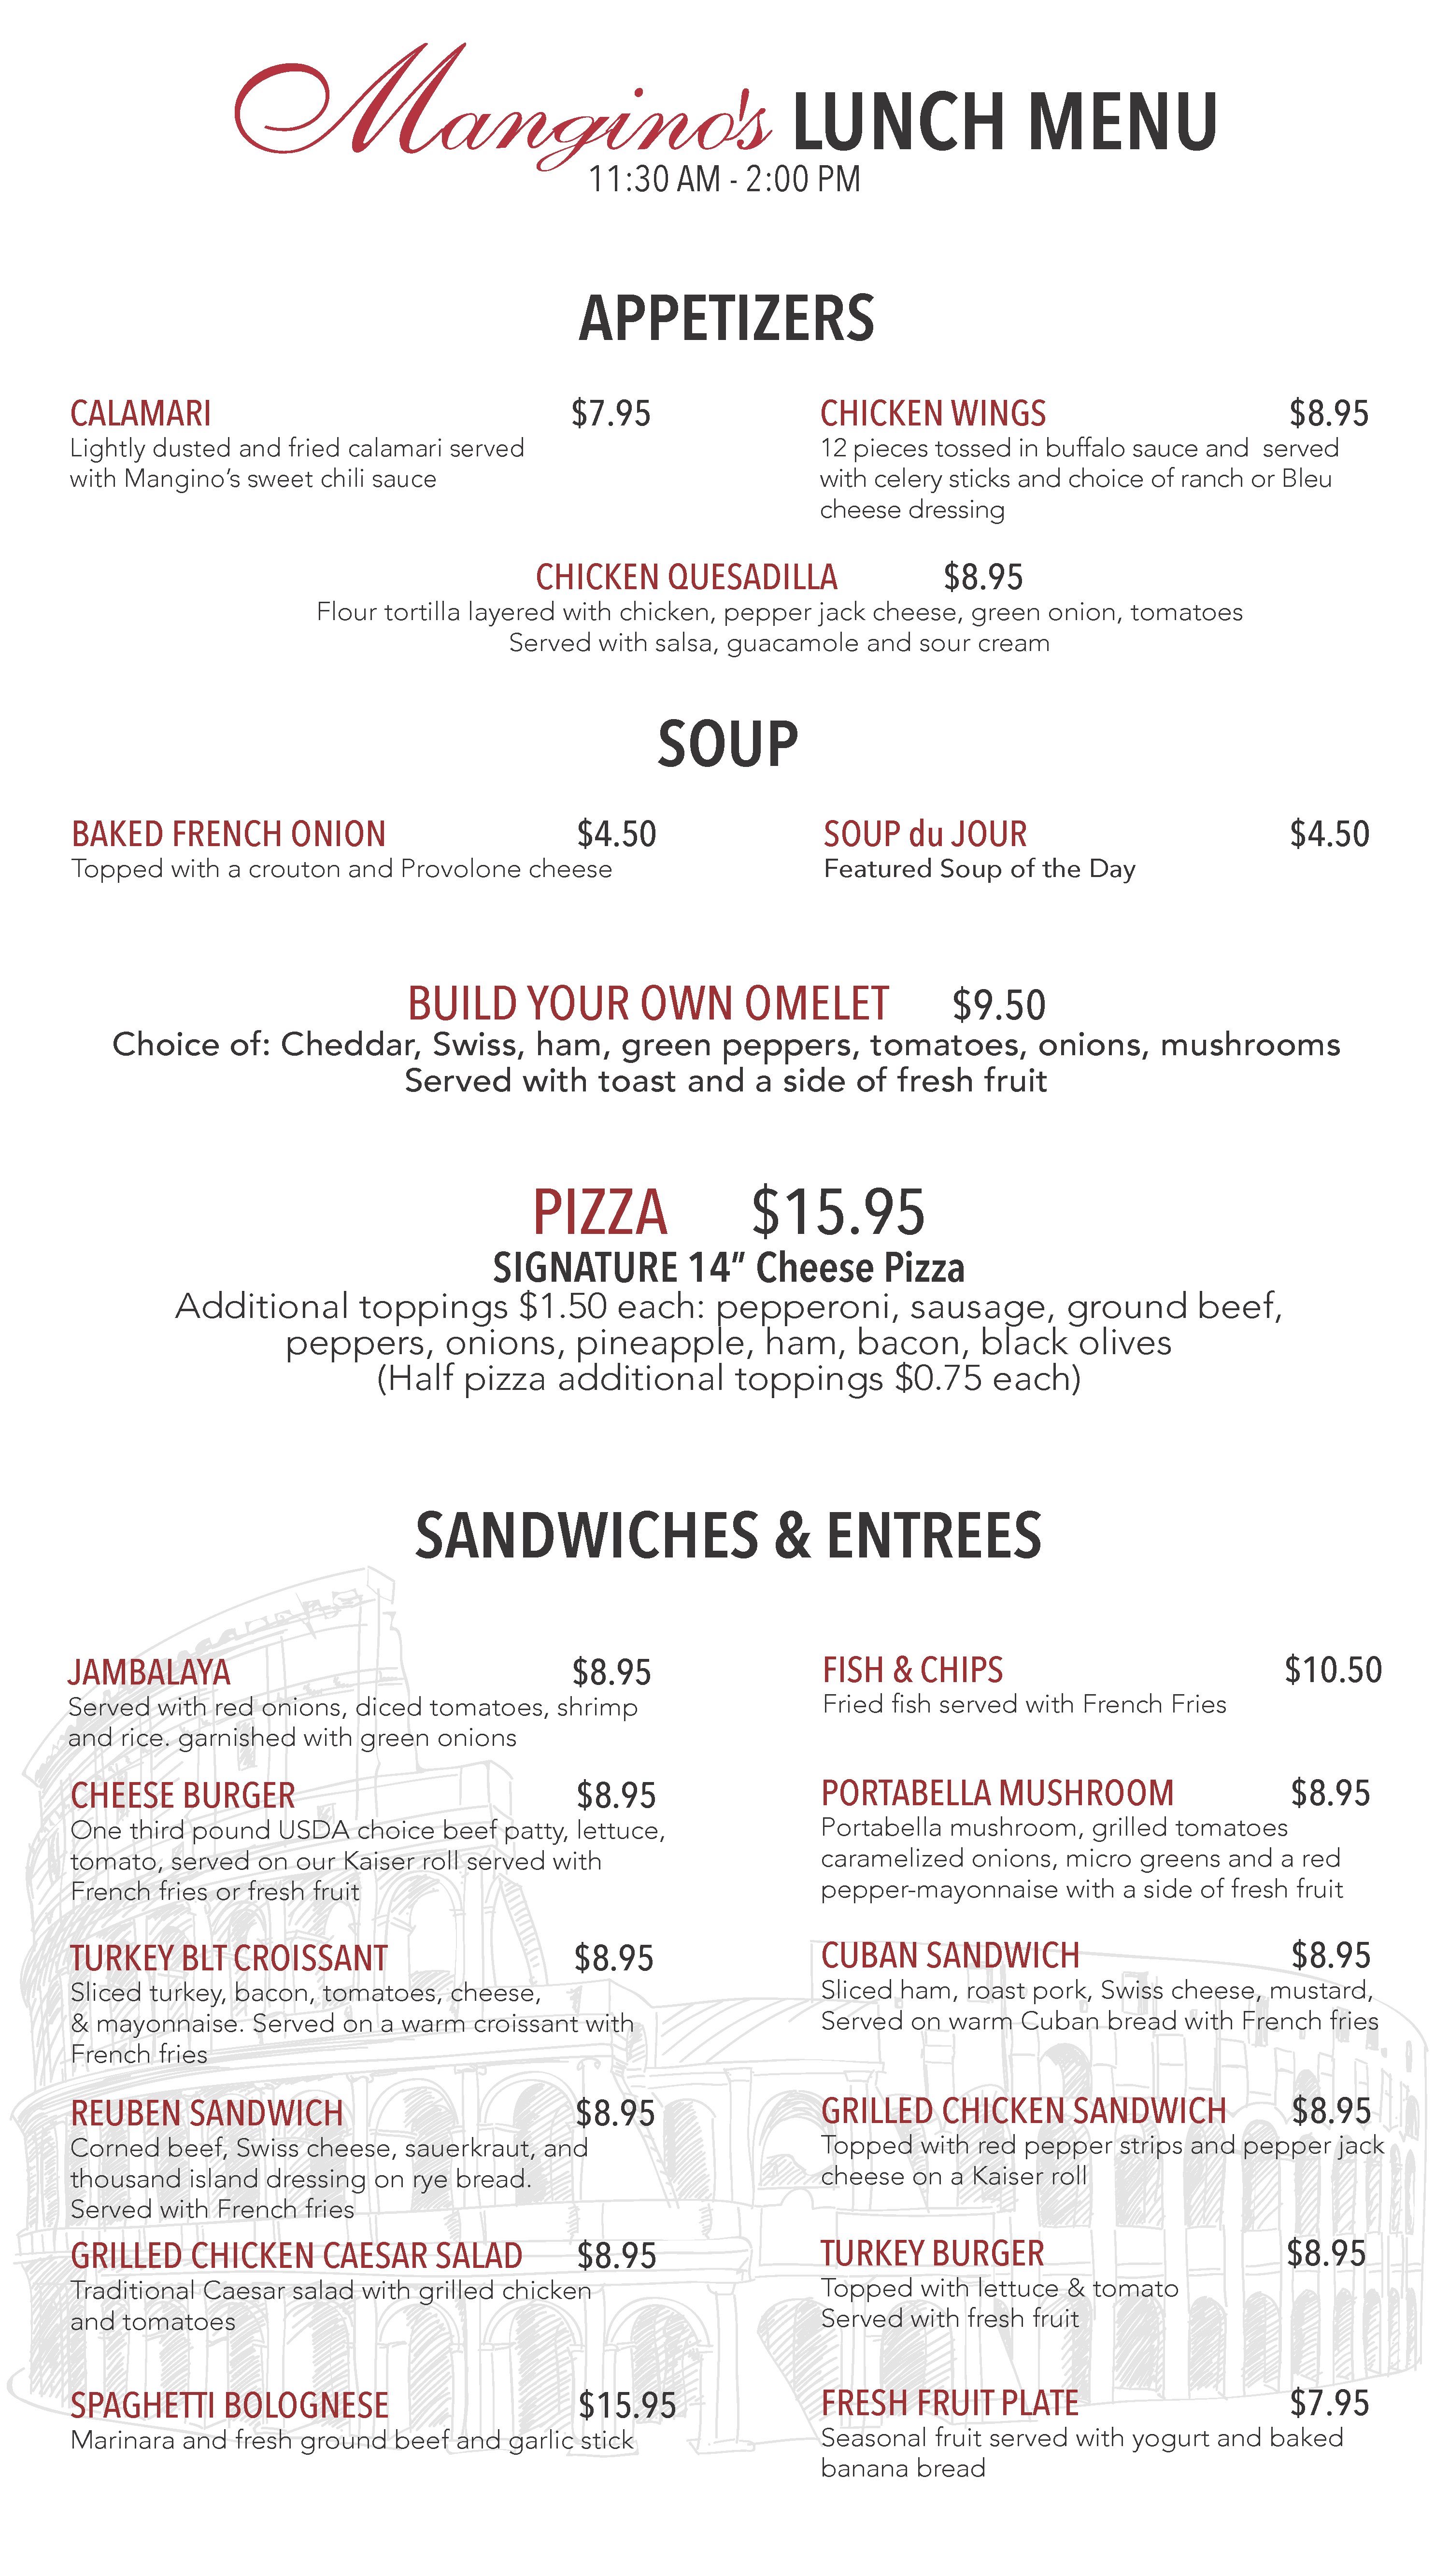 Mangino's LUNCH MENU
11:30 AM - 2:00 PM
APPETIZERS
CALAMARI $7.95
Lightly dusted and fried calamari served
with Mangino’s sweet chili sauce
CHICKEN WINGS $8.95
12 pieces tossed in buffalo sauce and served
with celery sticks and choice of ranch or Bleu
cheese dressing
CHICKEN QUESADILLA $8.95
Flour tortilla layered with chicken, pepper jack cheese, green onion, tomatoes
Served with salsa, guacamole and sour cream
SOUP
BAKED FRENCH ONION $4.50
Topped with a crouton and Provolone cheese
SOUP du JOUR $4.50
Featured Soup of the Day
BUILD YOUR OWN OMELET $9.50
Choice of: Cheddar, Swiss, ham, green peppers, tomatoes, onions, mushrooms
Served with toast and a side of fresh fruit
PIZZA $15.95
SIGNATURE 14” Cheese Pizza
Additional toppings $1.50 each: pepperoni, sausage, ground beef,
peppers, onions, pineapple, ham, bacon, black olives
(Half pizza additional toppings $0.75 each)
SANDWICHES & ENTREES
JAMBALAYA $8.95
Served with red onions, diced tomatoes, shrimp
and rice. garnished with green onions
FISH & CHIPS $10.50
Fried fish served with French Fries
CHEESE BURGER $8.95
One third pound USDA choice beef patty, lettuce,
tomato, served on our Kaiser roll served with
French fries or fresh fruit
PORTABELLA MUSHROOM $8.95
Portabella mushroom, grilled tomatoes
caramelized onions, micro greens and a red
pepper-mayonnaise with a side of fresh fruit
TURKEY BLT CROISSANT $8.95
Sliced turkey, bacon, tomatoes, cheese,
& mayonnaise. Served on a warm croissant with
French fries
CUBAN SANDWICH $8.95
Sliced ham, roast pork, Swiss cheese, mustard,
Served on warm Cuban bread with French fries
REUBEN SANDWICH $8.95
Corned beef, Swiss cheese, sauerkraut, and
thousand island dressing on rye bread.
Served with French fries
GRILLED CHICKEN SANDWICH $8.95
Topped with red pepper strips and pepper jack
cheese on a Kaiser roll
GRILLED CHICKEN CAESAR SALAD $8.95
Traditional Caesar salad with grilled chicken
and tomatoes
TURKEY BURGER $8.95
Topped with lettuce & tomato
Served with fresh fruit
SPAGHETTI BOLOGNESE $15.95
Marinara and fresh ground beef and garlic stick
FRESH FRUIT PLATE $7.95
Seasonal fruit served with yogurt and baked
banana bread